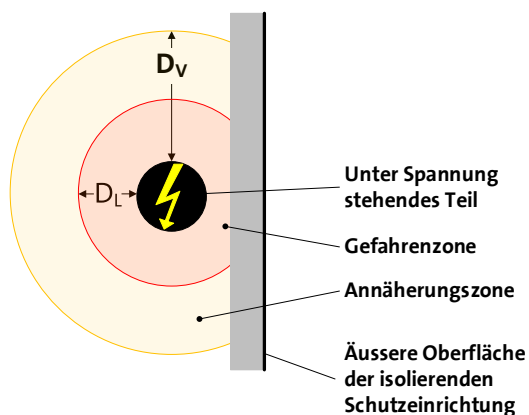 DV
DL
Unter Spannung
stehendes Teil
Gefahrenzone
Annäherungszone
Äussere Oberfläche
der isolierenden
Schutzeinrichtung